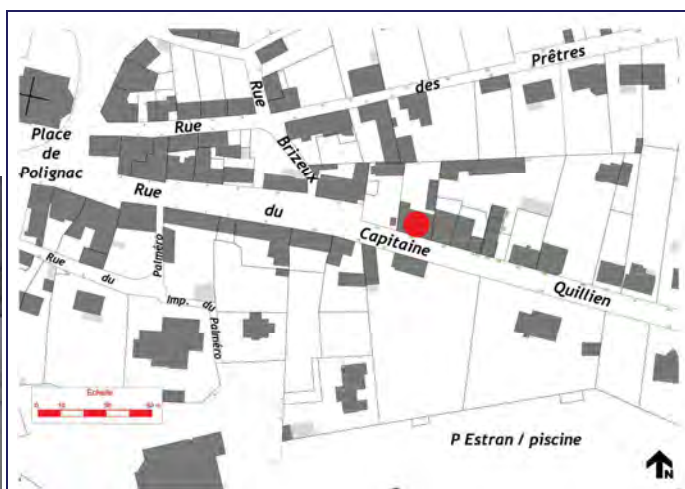 Prêtres
des
Rue
Rue
Brizeux
Place
de
Polignac
Rue
du
Capitaine
Quillien
Rue
du
Palméro
Imp.
du
Palméro
Echelle
P Estran / piscine
N